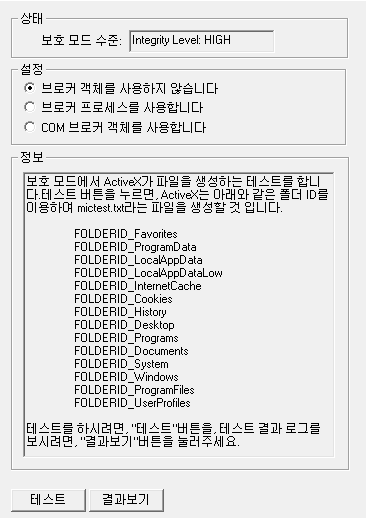 상태
보호 모드 수준: Integrity Level: HIGH
설정
브로커 객체를 사용하지 않습니다
브로커 프로세스를 사용합니다
COM 브로커 객체를 사용합니다
정보
보호 모드에서 ActiveX가 파일을 생성하는 테스트를 합니
다.테스트 버튼을 누르면, ActiveX는 아래와 같은 폴더 ID를
이용하며 mictest.txt라는 파일을 생성할 것 입니다.
FOLDERID_Favorites
FOLDERID_ProgramData
FOLDERID_LocalAppData
FOLDERID_LocalAppDataLow
FOLDERID_InternetCache
FOLDERID_Cookies
FOLDERID_History
FOLDERID_Desktop
FOLDERID_Programs
FOLDERID_Documents
FOLDERID_System
FOLDERID_Windows
FOLDERID_ProgramFiles
FOLDERID_UserProfiles
테스트를 하시려면, "테스트"버튼을, 테스트 결과 로그를
보시려면, "결과보기"버튼을 눌러주세요.
테스트 결과보기